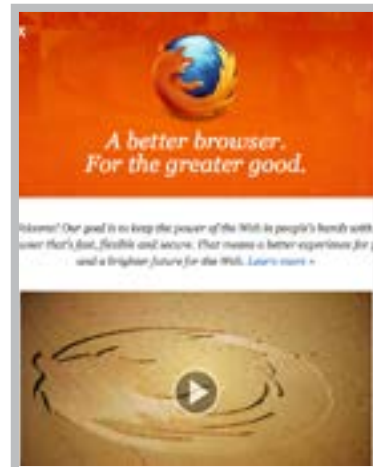 A better browser.
For the greater good.
Welcome! Our goal is to keep the power of the Web in people's hands with
that's fast, flexible and secure. That means a better experience for
and a brighter future for the Web. Learn more »